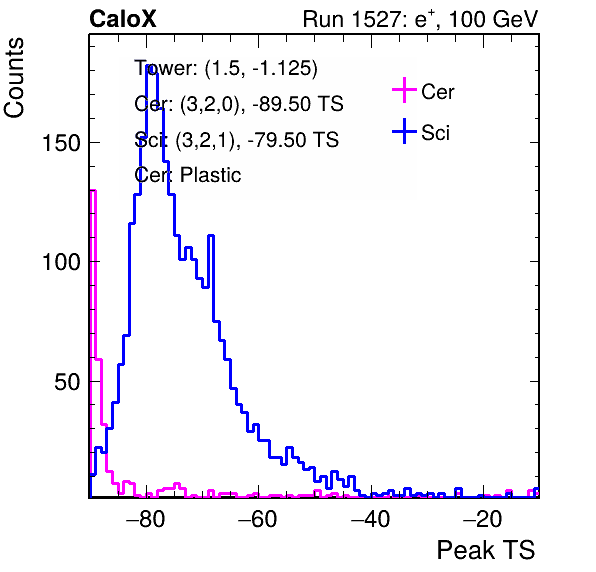 CaloX Run 1527: e+, 100 GeV
Counts
Tower: (1.5, -1.125)
Cer: (3,2,0), -89.50 TS
Sci: (3,2,1), -79.50 TS
Cer: Plastic
Cer
Sci
150
100
50
−80 −60 −40 −20
Peak TS